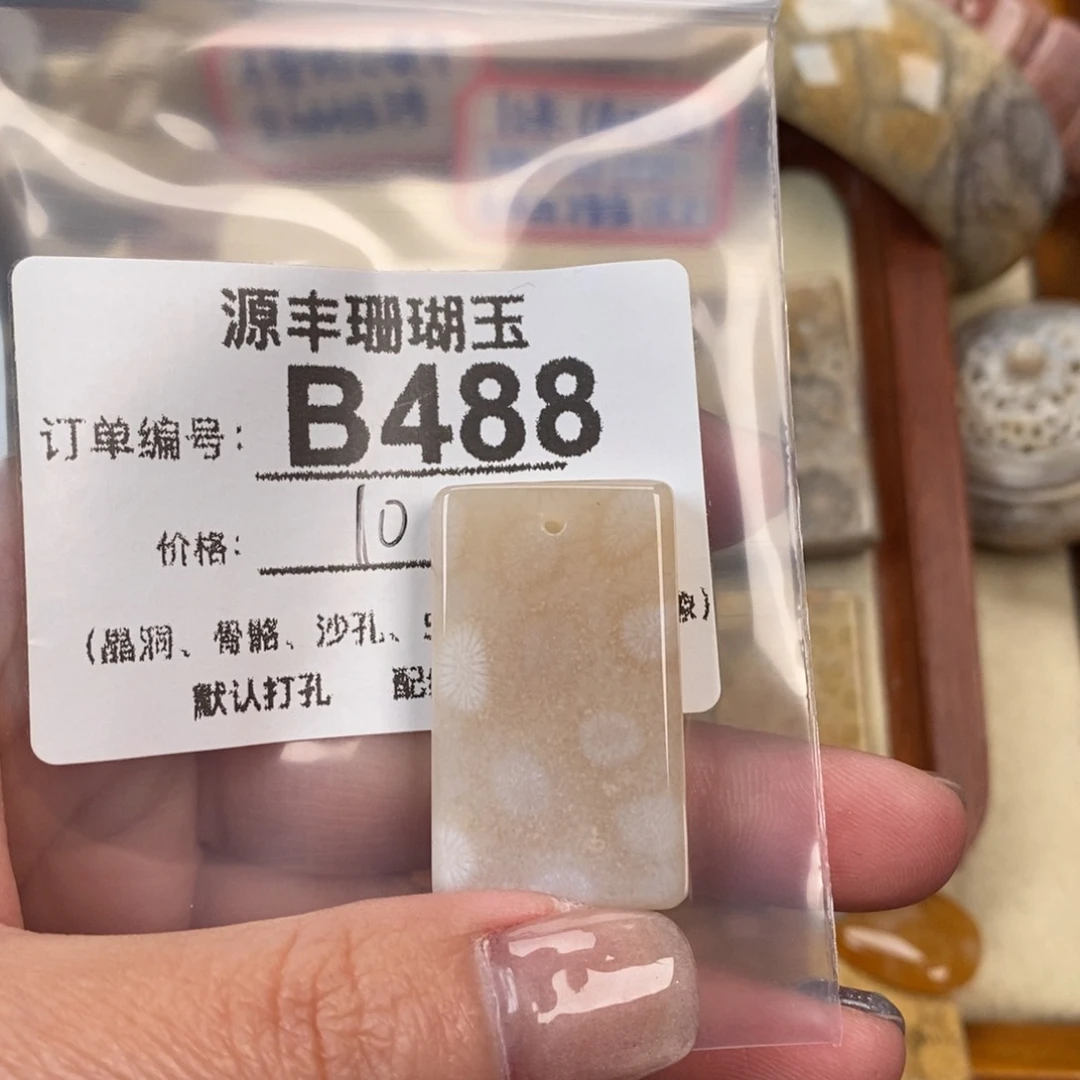 源丰珊瑚玉
订单编号: B488
价格: 10
(晶洞、骨骼、沙孔、
默认打孔 配